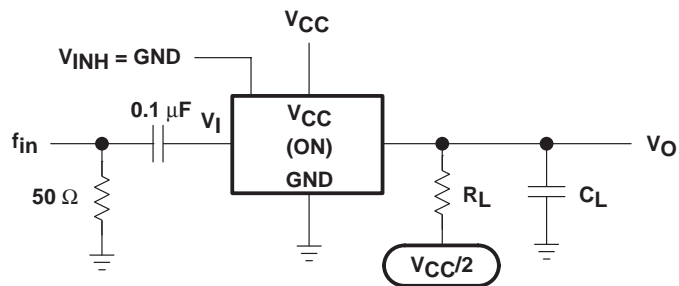 VCC
VINH = GND
0.1 μF
VI
fin
VCC
(ON)
GND
VO
50 Ω
RL
CL
VCC/2